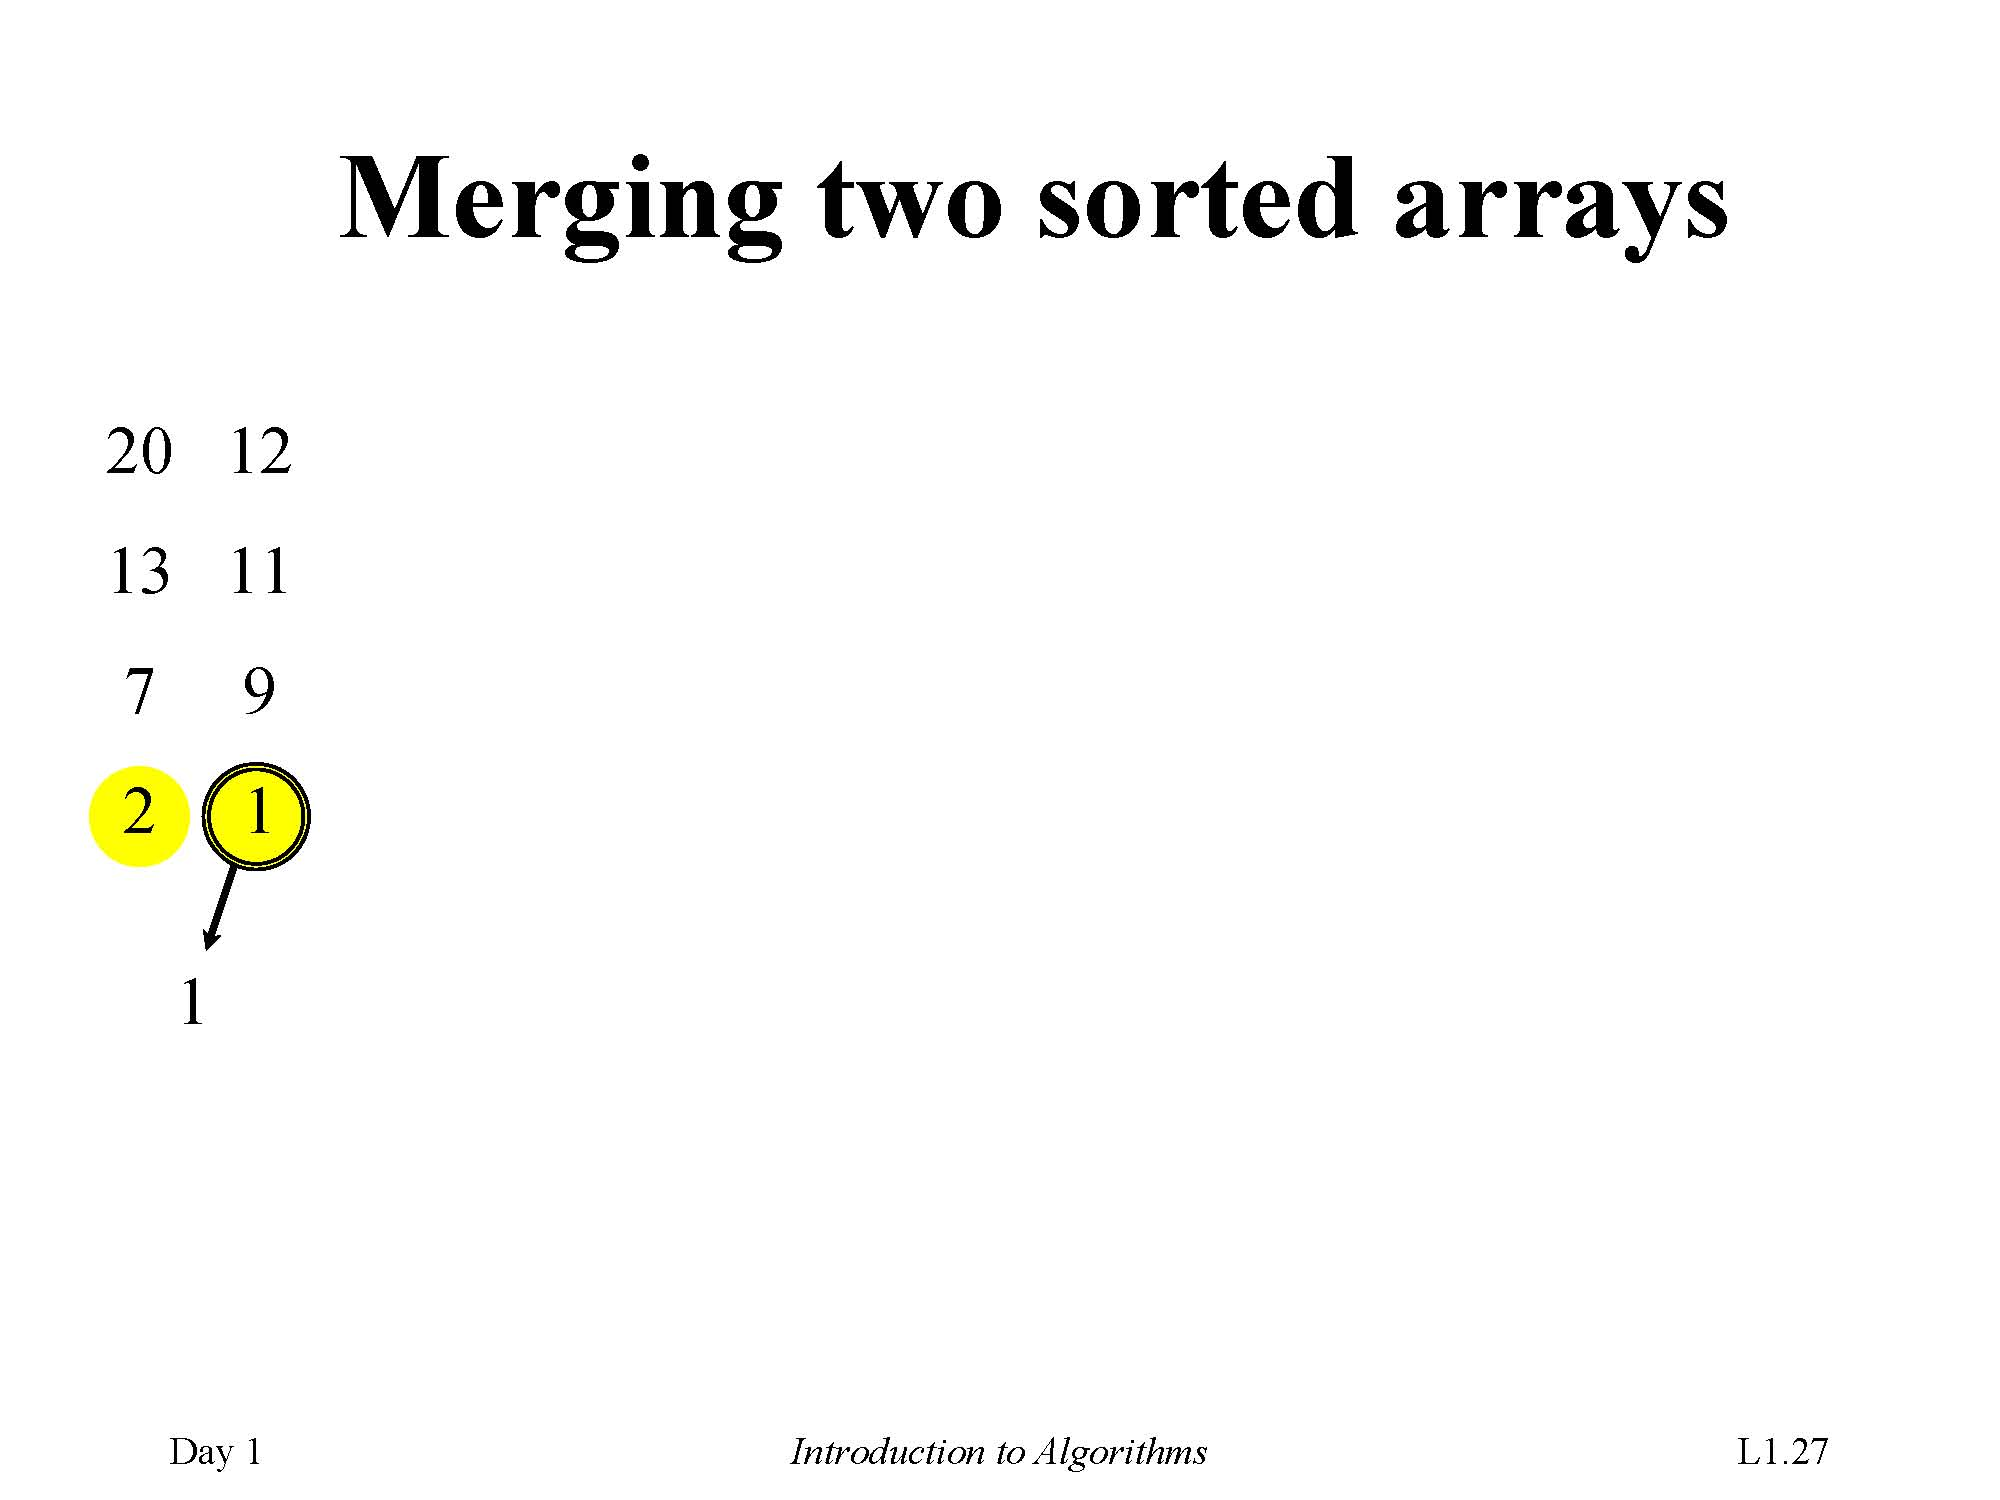 Merging two sorted arrays
20 12
13 11
7 9
2 1
1
Day 1 Introduction to Algorithms L1.27